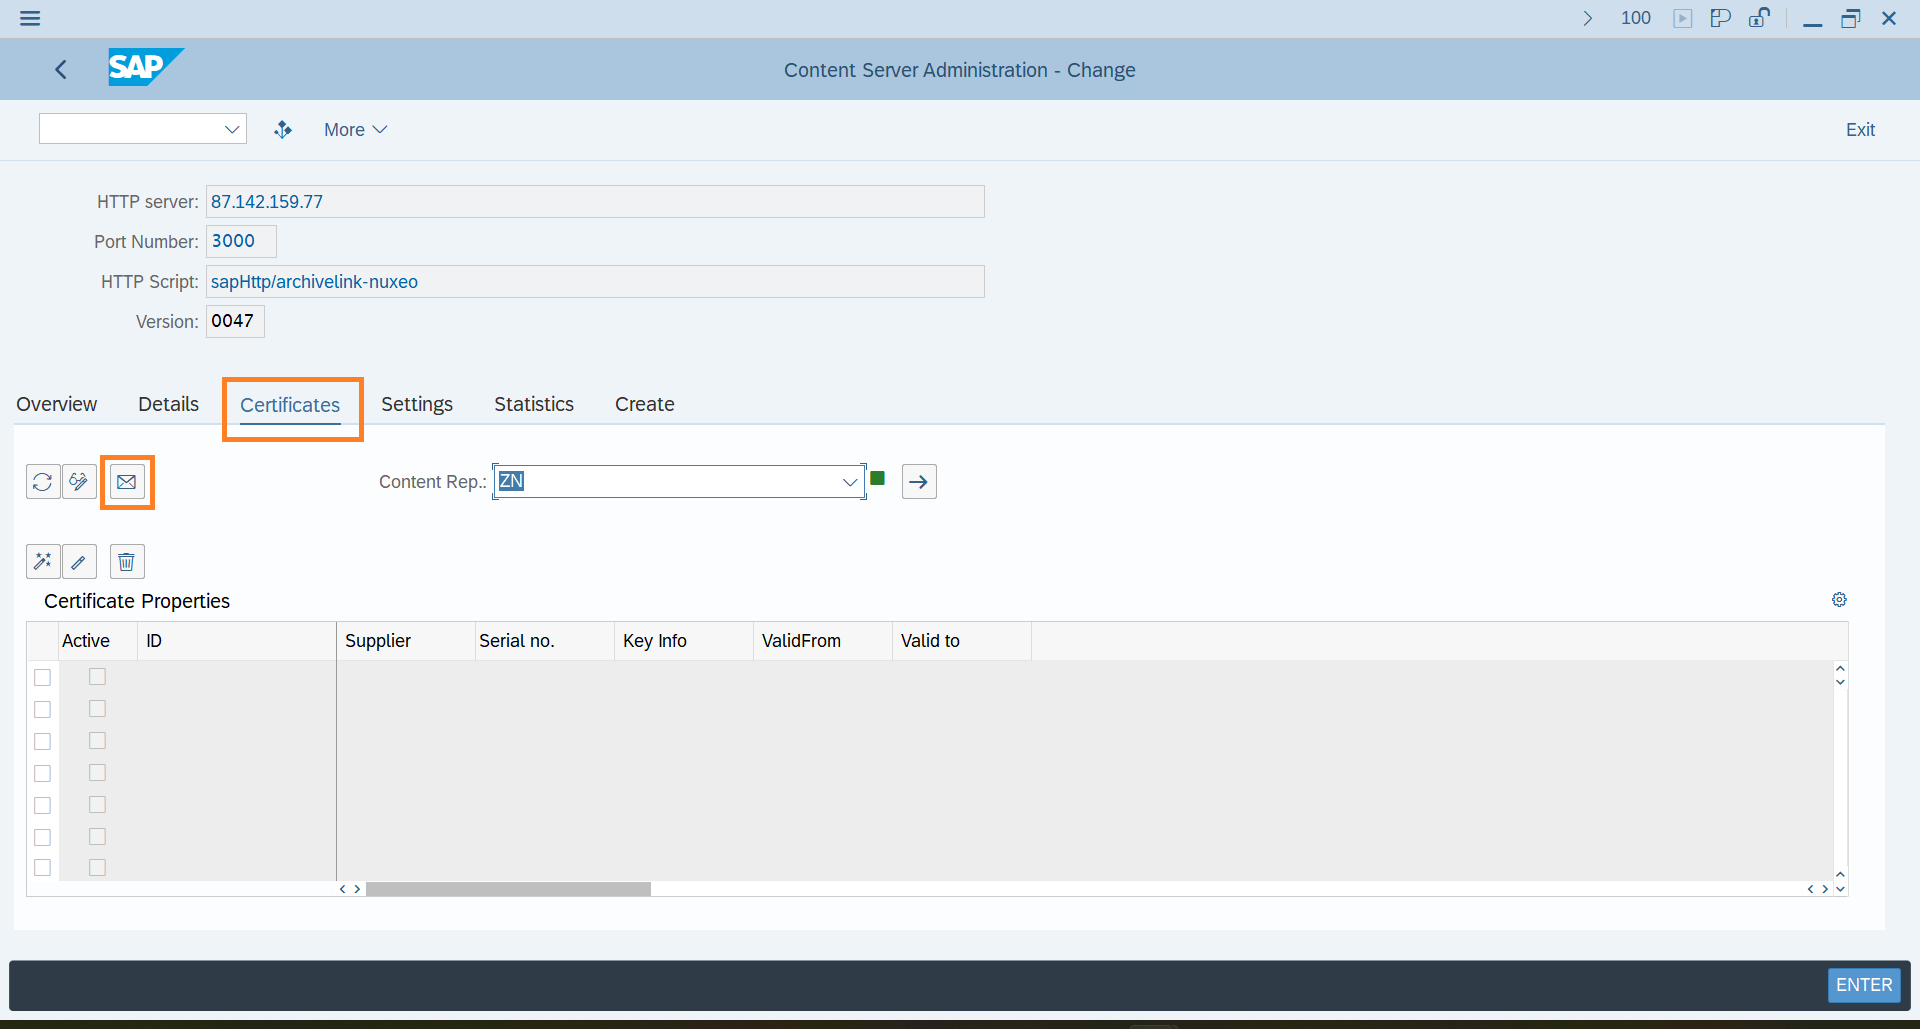 100
SAP
Content Server Administration - Change
More
Exit
HTTP server: 87.142.159.77
Port Number: 3000
HTTP Script: sapHttp/archivelink-nuxeo
Version: 0047
Overview Details Certificates Settings Statistics Create
Content Rep.: ZN
Certificate Properties
Active ID Supplier Serial no. Key Info ValidFrom Valid to
ENTER